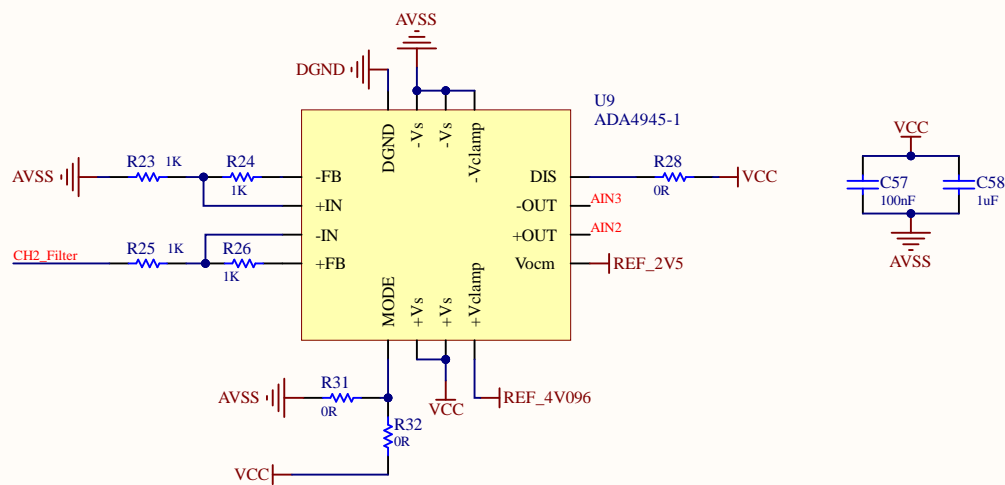 AVSS
DGND
U9
ADA4945-1
DGND
-Vs
-Vs
-Vclamp
VCC
R23 1K
R24
R28
C57
C58
AVSS
1K
-FB
DIS
0R
VCC
100nF
1uF
+IN
-OUT
AIN3
CH2_Filter
R25 1K
R26
-IN
+OUT
AIN2
AVSS
1K
+FB
Vocm
REF_2V5
MODE
+Vs
+Vs
+Vclamp
R31
AVSS
0R
VCC
REF_4V096
R32
0R
VCC